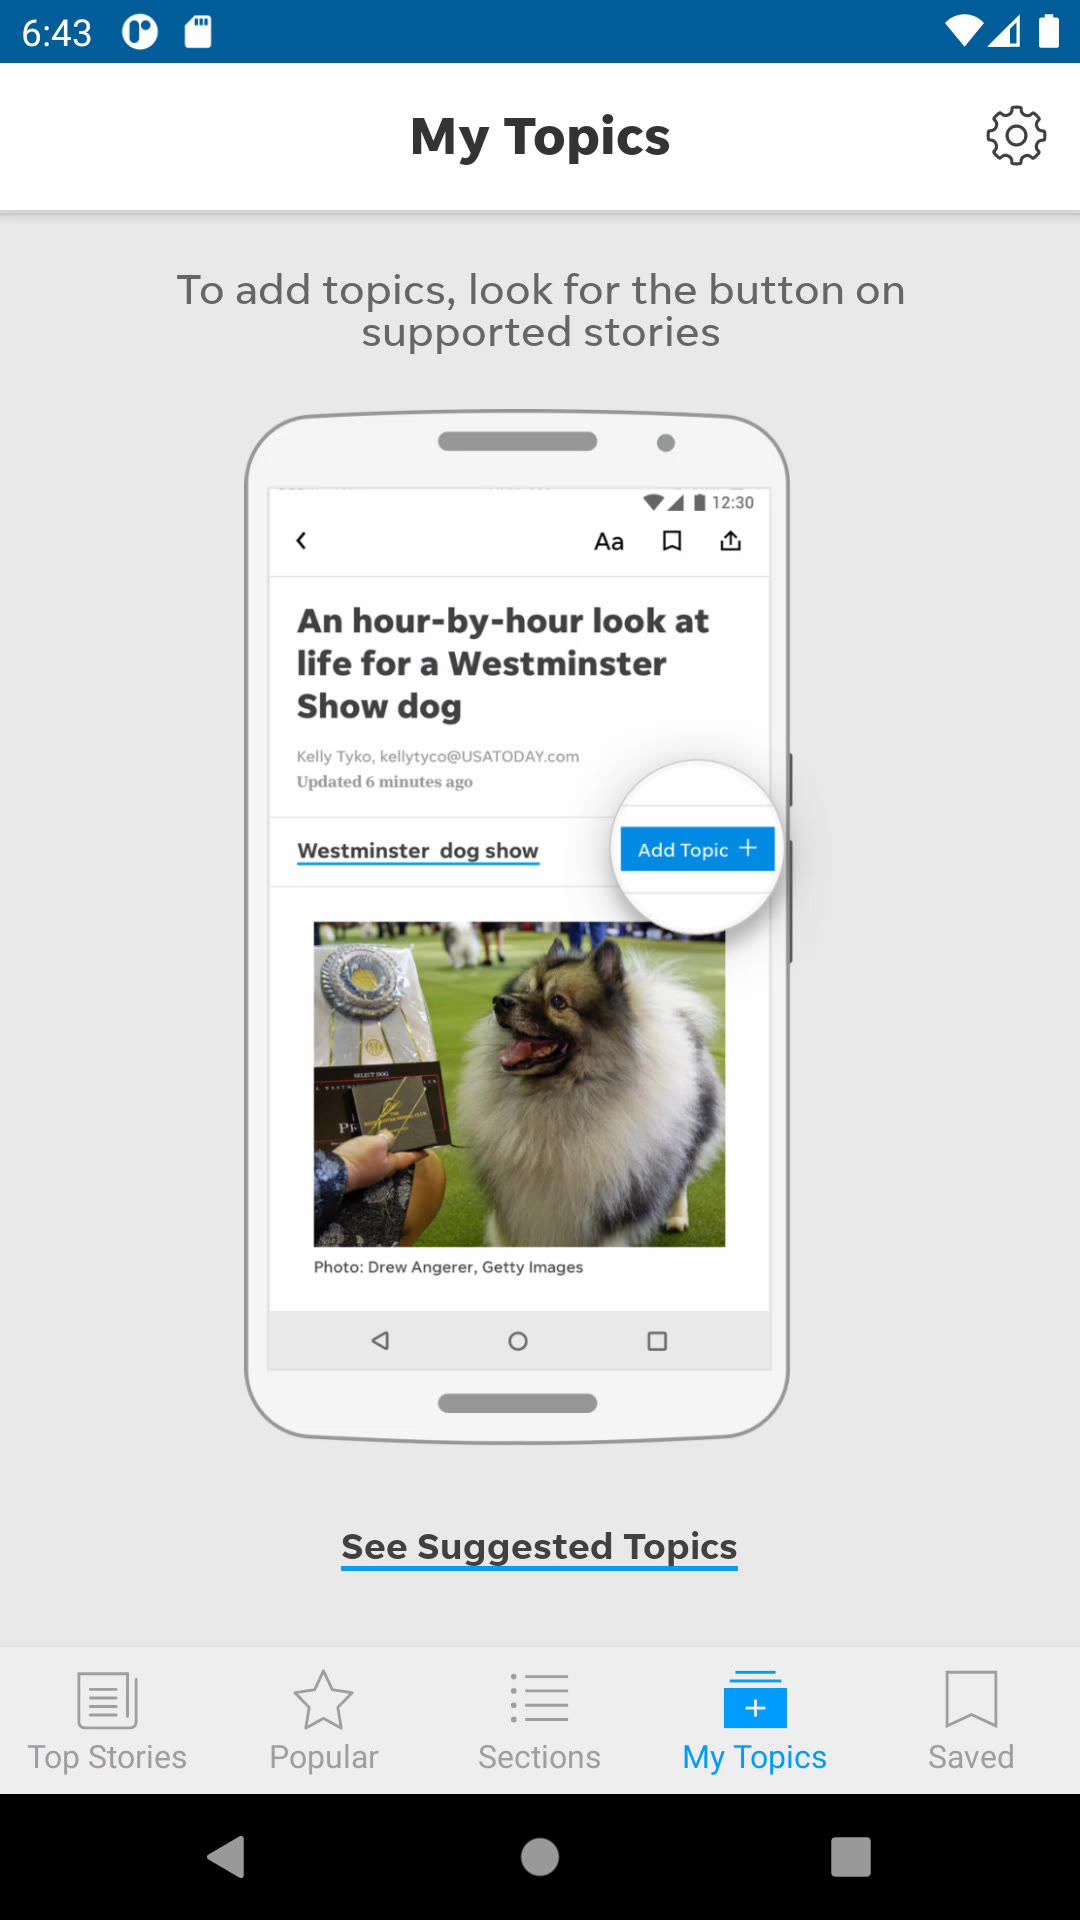 6:43
My Topics
To add topics, look for the button on
supported stories
12:30
Aa
An hour-by-hour look at
life for a Westminster
Show dog
Kelly Tyko, kellytyco@USATODAY.com
Updated 6 minutes ago
Westminster dog show
Add Topic +
SELECT DOG
Photo: Drew Angerer, Getty Images
See Suggested Topics
Top Stories
Popular
Sections
My Topics
Saved